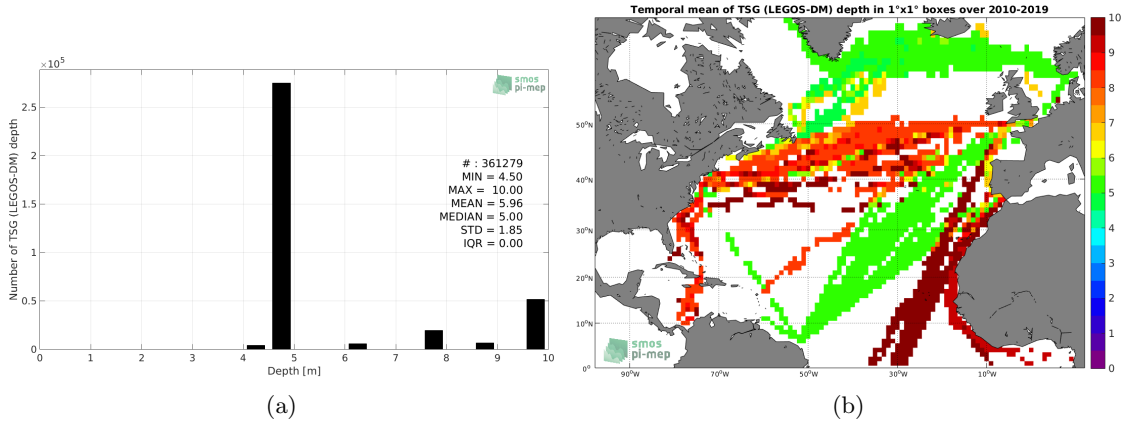 ×10^5
2.5
2
1.5
1
0.5
0
Number of TSG (LEGOS-DM) depth
smos
pi-mep
# : 361279
MIN = 4.50
MAX = 10.00
MEAN = 5.96
MEDIAN = 5.00
STD = 1.85
IQR = 0.00
0 1 2 3 4 5 6 7 8 9 10
Depth [m]
(a)
Temporal mean of TSG (LEGOS-DM) depth in 1°x1° boxes over 2010-2019
50°N
40°N
30°N
20°N
10°N
0°
90°W 70°W 50°W 30°W 10°W
smos
pi-mep
10
9
8
7
6
5
4
3
2
1
0
(b)